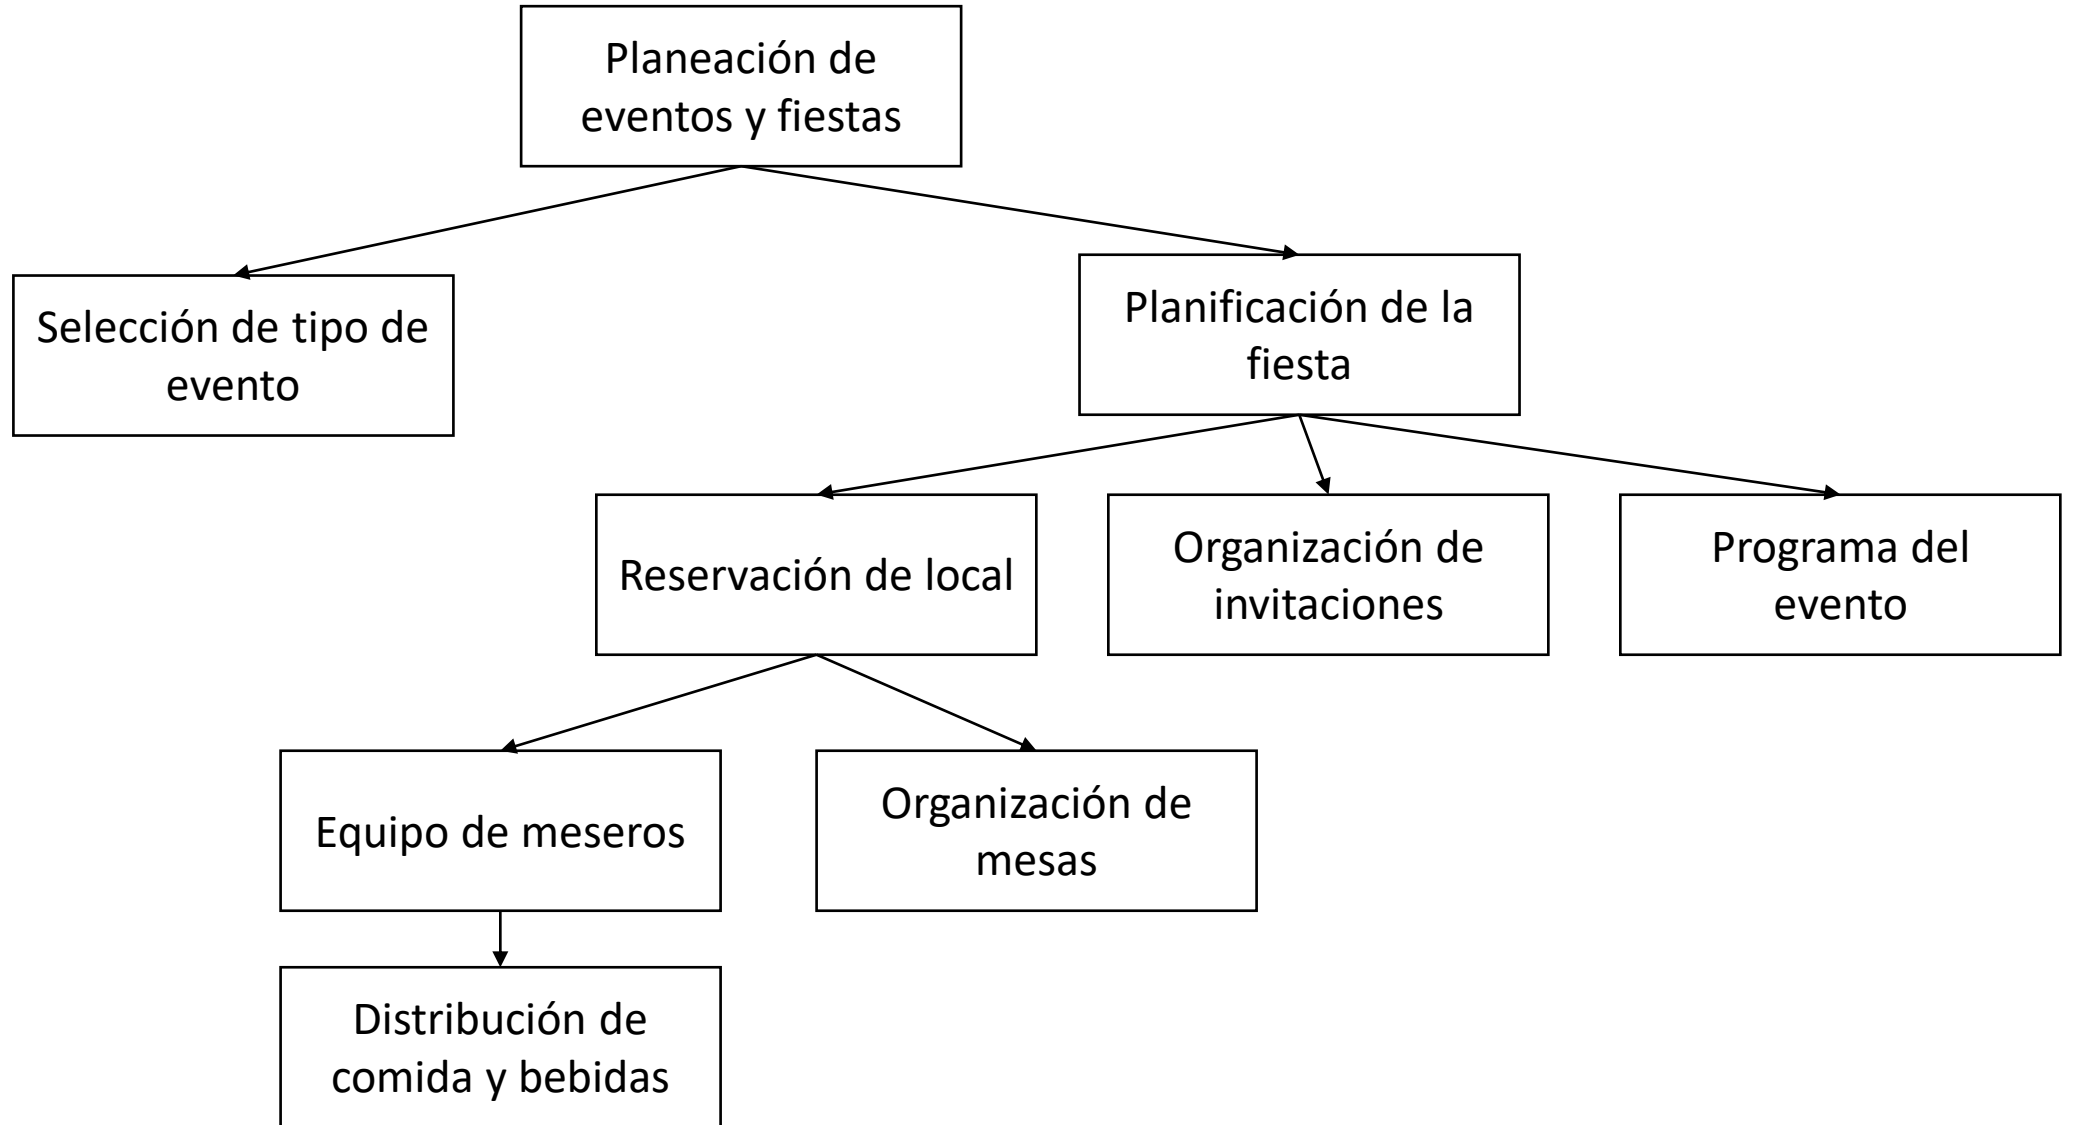 Planeación de
eventos y fiestas
Selección de tipo de
evento
Planificación de la
fiesta
Reservación de local
Organización de
invitaciones
Programa del
evento
Equipo de meseros
Organización de
mesas
Distribución de
comida y bebidas